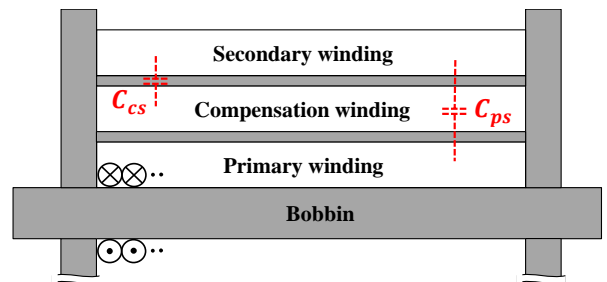 Secondary winding
C_cs
Compensation winding
C_ps
Primary winding
Bobbin